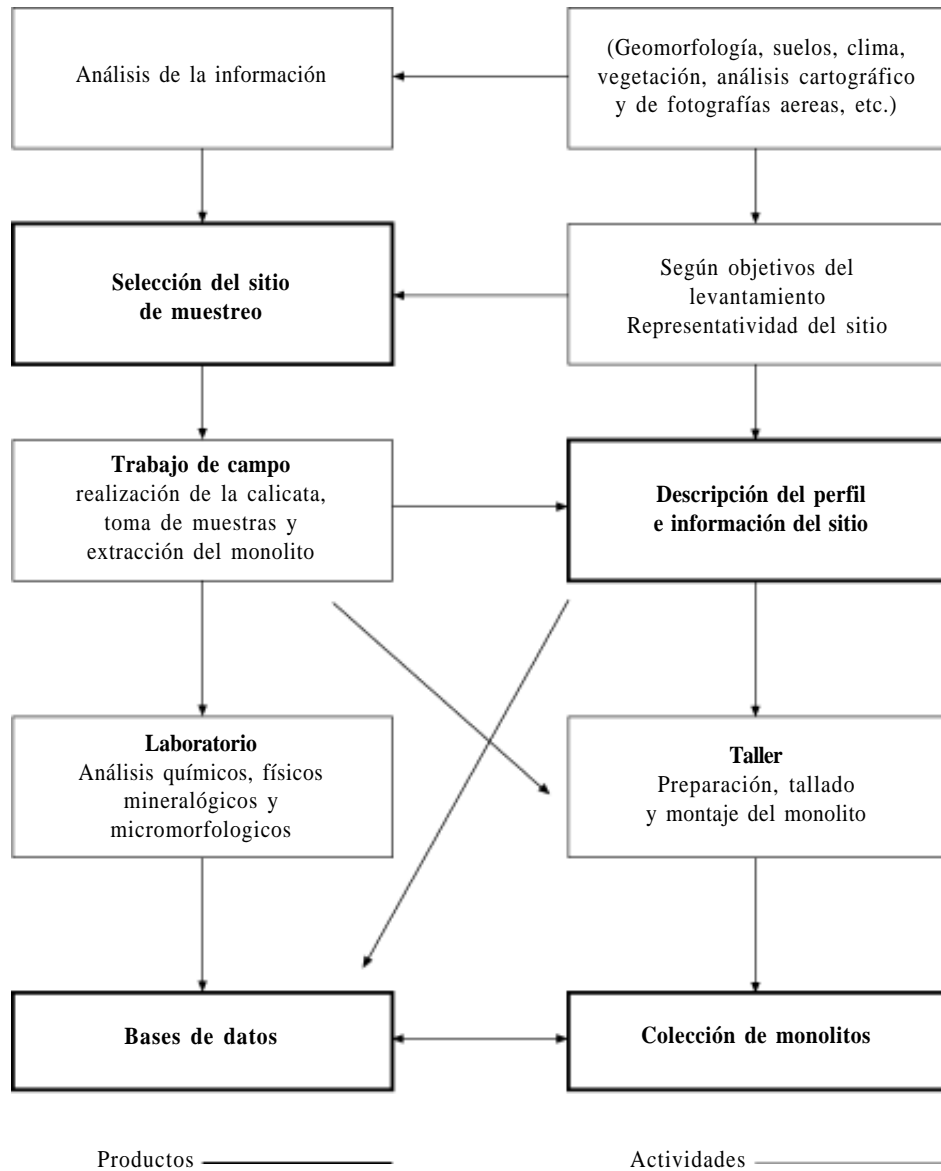 Análisis de la información
(Geomorfología, suelos, clima,
vegetación, análisis cartográfico
y de fotografías aereas, etc.)
Selección del sitio
de muestreo
Según objetivos del
levantamiento
Representatividad del sitio
Trabajo de campo
realización de la calicata,
toma de muestras y
extracción del monolito
Descripción del perfil
e información del sitio
Laboratorio
Análisis químicos, físicos
mineralógicos y
micromorfologicos
Taller
Preparación, tallado
y montaje del monolito
Bases de datos
Colección de monolitos
Productos
Actividades